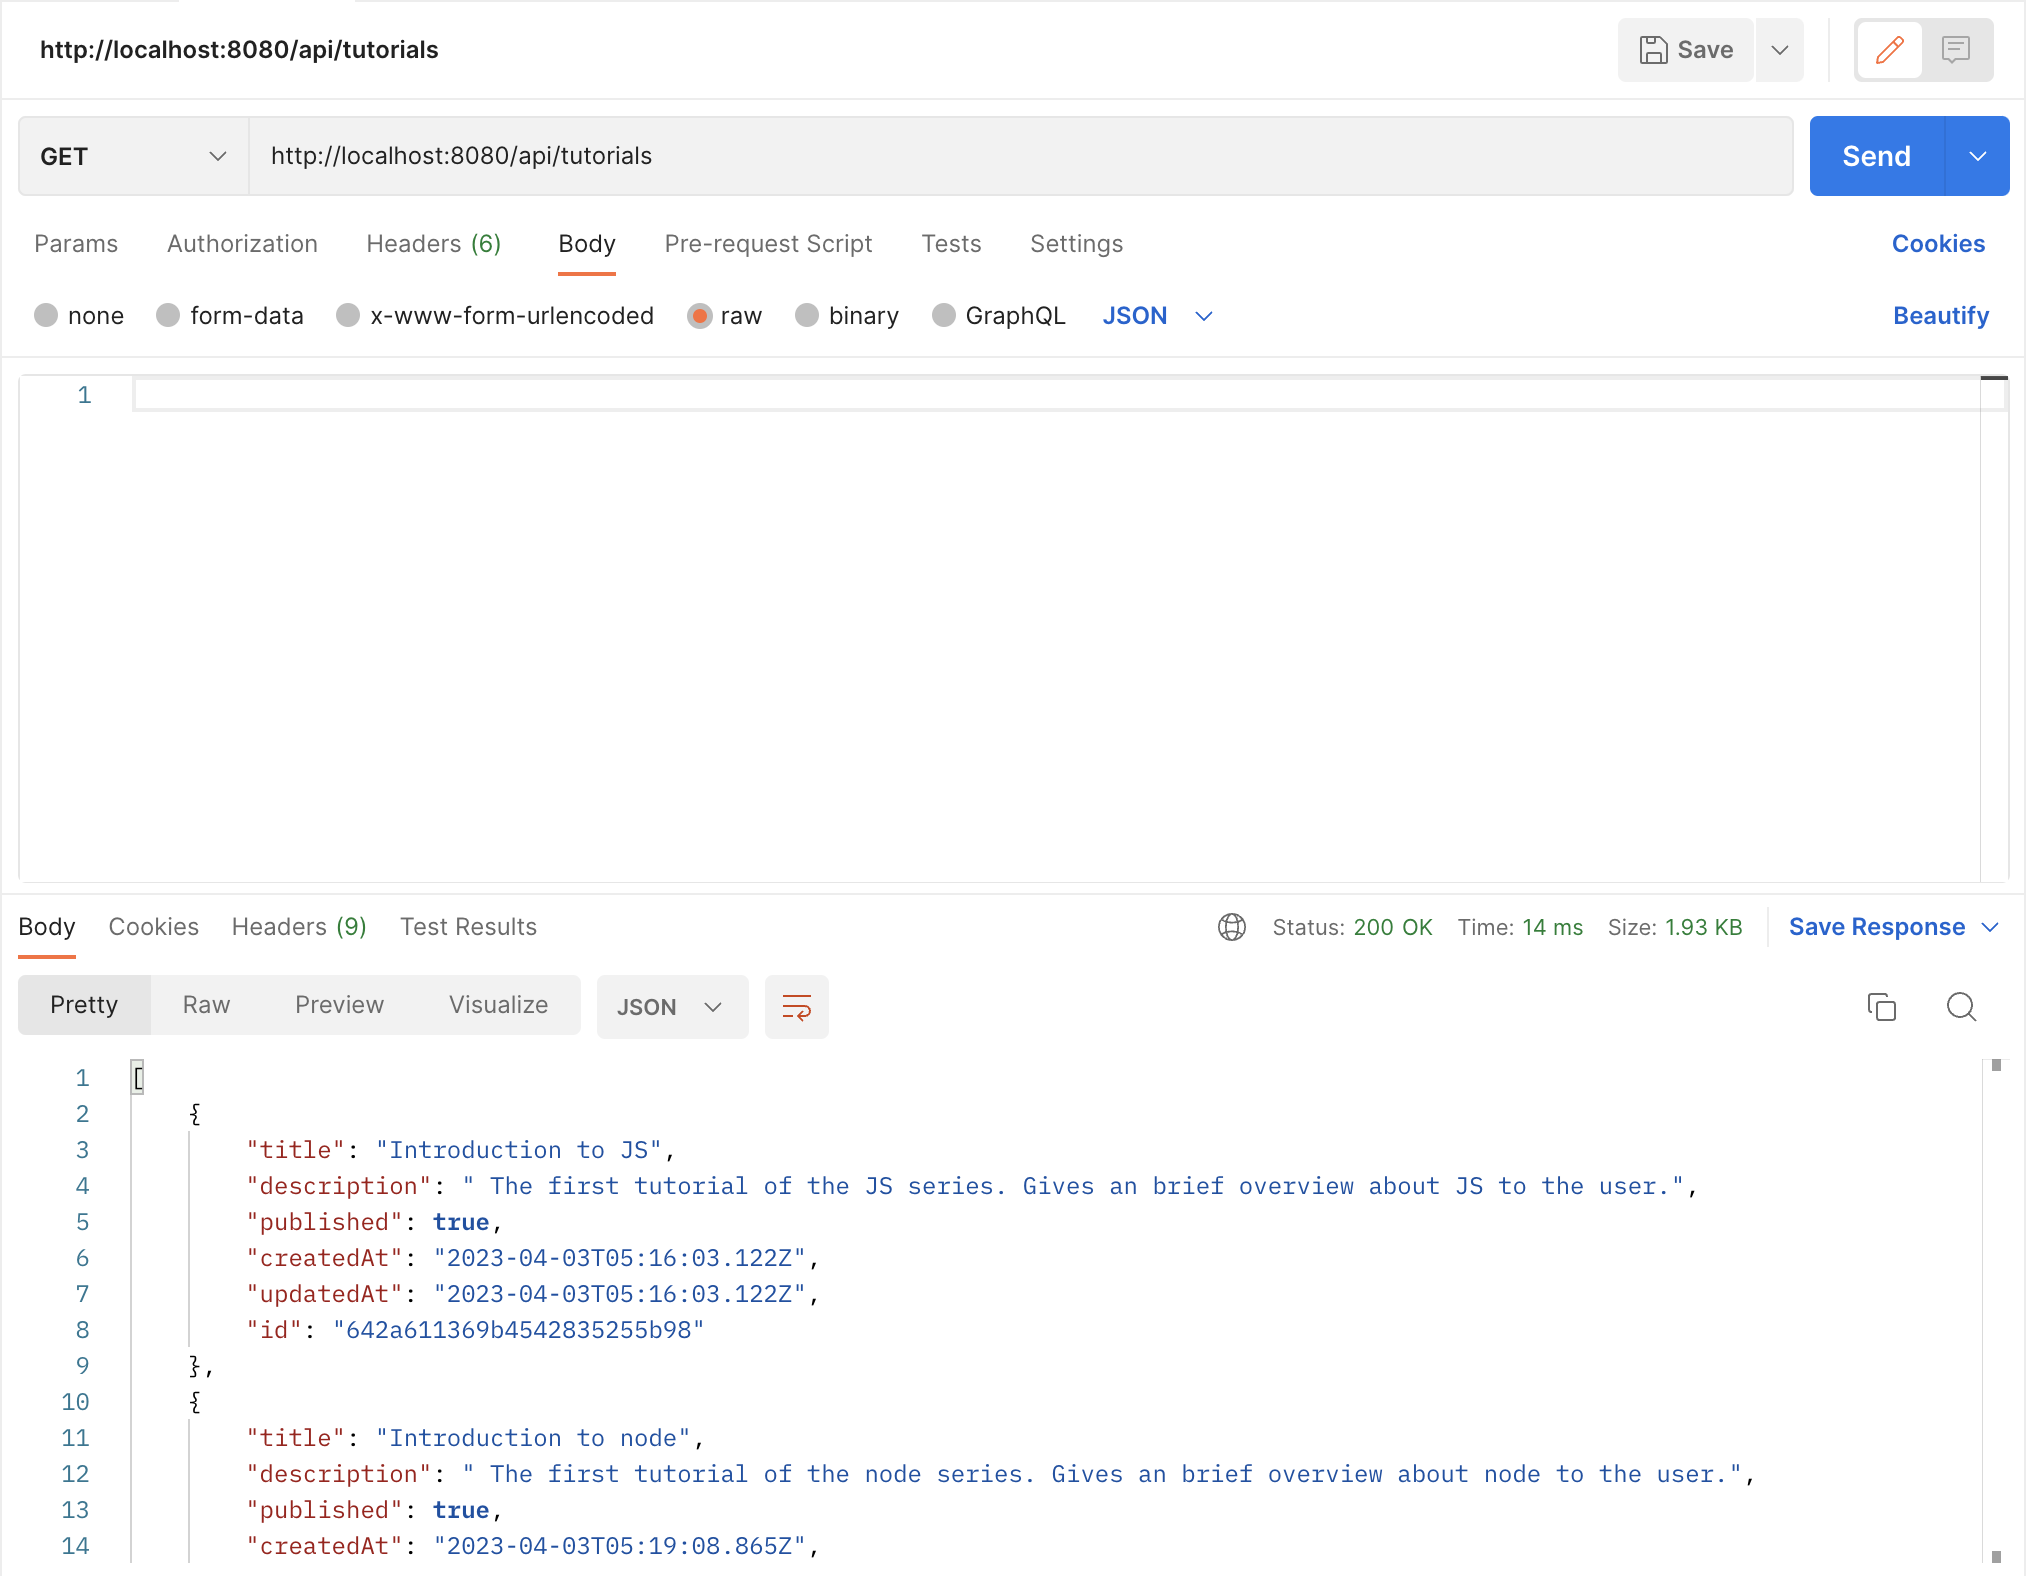 http://localhost:8080/api/tutorials Save
GET http://localhost:8080/api/tutorials Send
Params Authorization Headers (6) Body Pre-request Script Tests Settings Cookies
none form-data x-www-form-urlencoded raw binary GraphQL JSON Beautify
1
Body Cookies Headers (9) Test Results Status: 200 OK Time: 14 ms Size: 1.93 KB Save Response
Pretty Raw Preview Visualize JSON
1 [
2 {
3 "title": "Introduction to JS",
4 "description": " The first tutorial of the JS series. Gives an brief overview about JS to the user.",
5 "published": true,
6 "createdAt": "2023-04-03T05:16:03.122Z",
7 "updatedAt": "2023-04-03T05:16:03.122Z",
8 "id": "642a611369b4542835255b98"
9 },
10 {
11 "title": "Introduction to node",
12 "description": " The first tutorial of the node series. Gives an brief overview about node to the user.",
13 "published": true,
14 "createdAt": "2023-04-03T05:19:08.865Z",